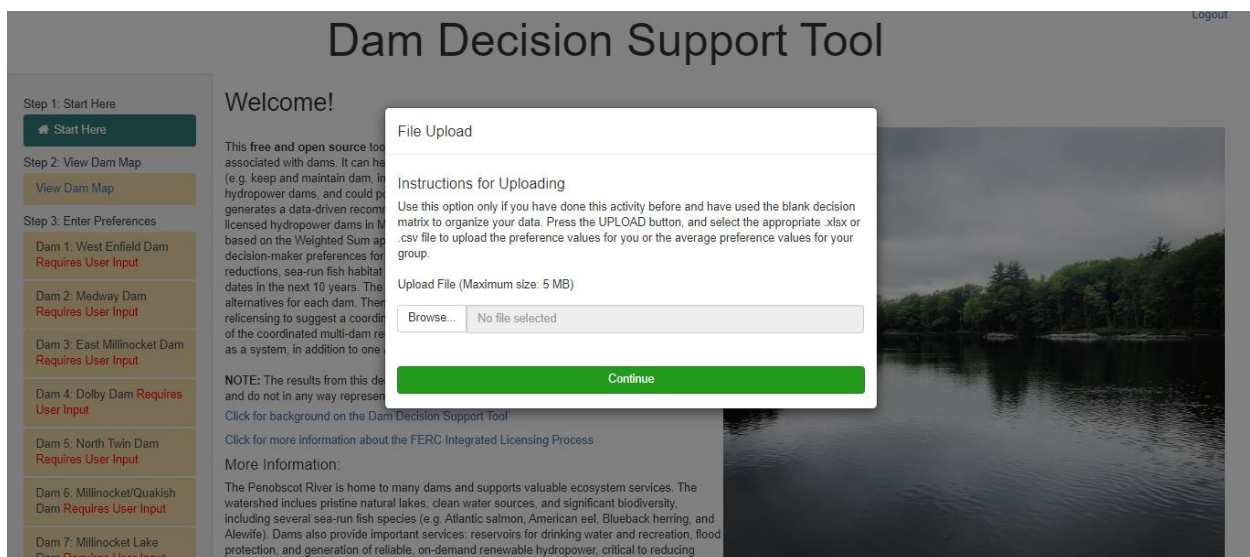 Logout
Dam Decision Support Tool
Step 1: Start Here
Start Here
Step 2: View Dam Map
View Dam Map
Step 3: Enter Preferences
Dam 1: West Enfield Dam
Requires User Input
Dam 2: Medway Dam
Requires User Input
Dam 3: East Millinocket Dam
Requires User Input
Dam 4: Dolby Dam Requires
User Input
Dam 5: North Twin Dam
Requires User Input
Dam 6: Millinocket/Quakish
Dam Requires User Input
Dam 7: Millinocket Lake
Dam Requires User Input
Welcome!
This free and open source
associated with dams. It can
(e.g. keep and maintain dam,
hydropower dams, and could
generates a data-driven
licensed hydropower dams in
based on the Weighted Sum
decision-maker preferences for
reductions, sea-run fish habitat
dates in the next 10 years. The
alternatives for each dam.
relicensing to suggest a
of the coordinated multi-dam
as a system, in addition to one
NOTE: The results from this
and do not in any way
Click for background on the Dam Decision Support Tool
Click for more information about the FERC Integrated Licensing Process
More Information:
The Penobscot River is home to many dams and supports valuable ecosystem services. The
watershed inclues pristine natural lakes, clean water sources, and significant biodiversity,
including several sea-run fish species (e.g. Atlantic salmon, American eel, Blueback herring, and
Alewife). Dams also provide important services: reservoirs for drinking water and recreation, flood
protection, and generation of reliable, on-demand renewable hydropower, critical to reducing
File Upload
Instructions for Uploading
Use this option only if you have done this activity before and have used the blank decision
matrix to organize your data. Press the UPLOAD button, and select the appropriate .xlsx or
.csv file to upload the preference values for you or the average preference values for your
group.
Upload File (Maximum size: 5 MB)
Browse... No file selected
Continue